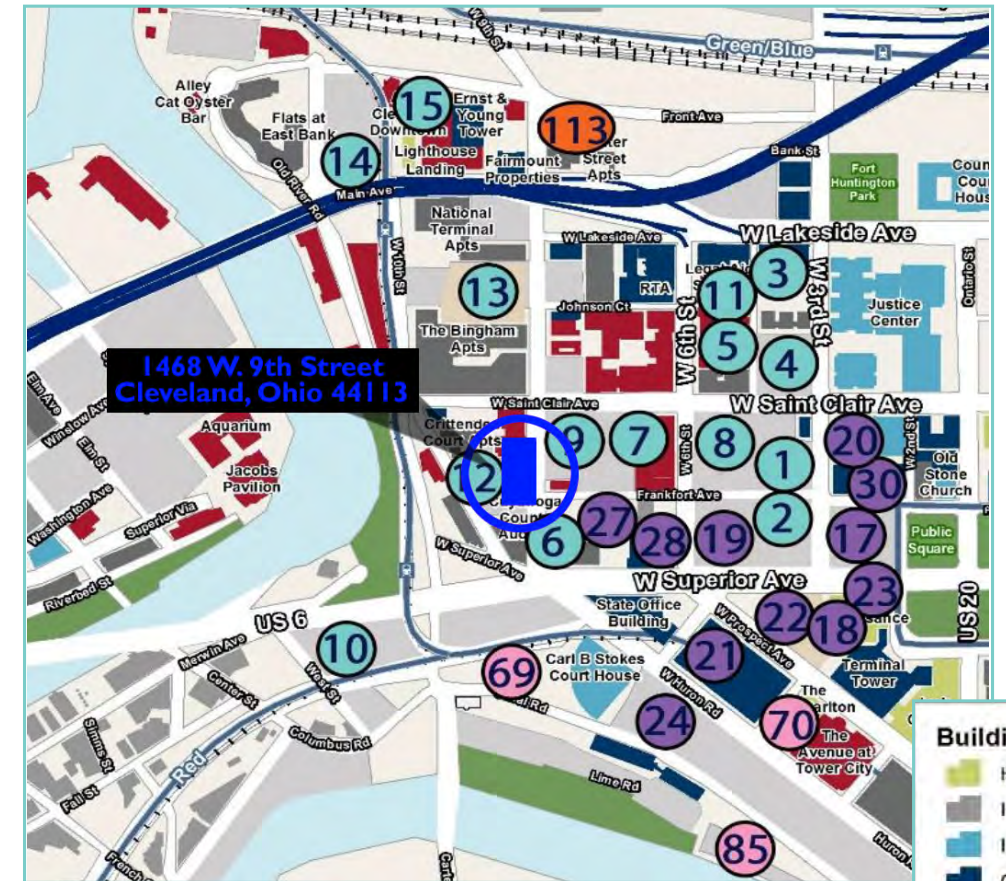 W 9th St
Green/Blue
Alley
Cat Oyster
Bar
Flats at
East Bank
15
Ernst &
Young
Tower
Lighthouse
Landing
14
113
Street
Apts
Front Ave
Fairmount
Properties
Bank St
Fort
Huntington
Park
Old River Rd
Main Ave
National
Terminal
Apts
W 10th St
W Lakeside Ave
W Lakeside Ave
RTA
3
W 3rd St
11
13
Johnson Ct
W 6th St
Justice
Center
Ontario St
The Bingham
Apts
5
4
1468 W. 9th Street
Cleveland, Ohio 44113
Elm Ave
Winslow Ave
Elm St
Washington Ave
Aquarium
Jacobs
Pavilion
Superior Via
Riverbed St
W Saint Clair Ave
W Saint Clair Ave
Court Apts
12
9
7
W 6th St
8
1
20
W 2nd St
Old
Stone
Church
30
Frankfort Ave
6
27
28
19
2
17
Public
Square
W Superior Ave
W Superior Ave
23
US 6
US 20
State Office
Building
W Prospect Ave
22
18
21
Terminal
Tower
10
Merwin Ave
Center St
West St
69
Carl B Stokes
Court House
W Huron Rd
24
The
70
The
Avenue at
Tower City
Columbus Rd
Simms St
Fall St
Red
Lime Rd
85